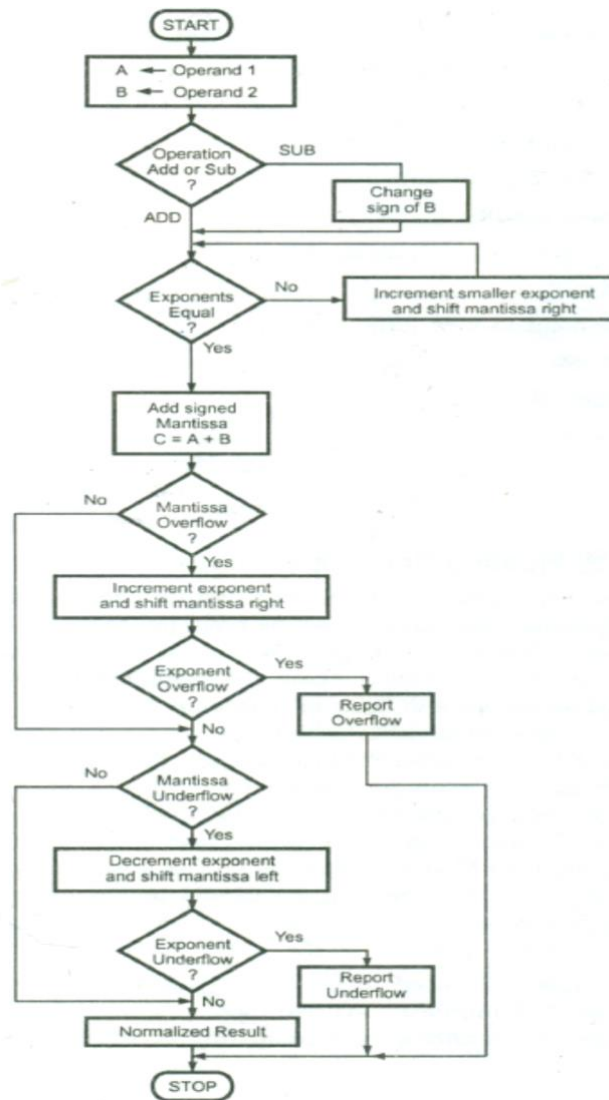 START
A ← Operand 1
B ← Operand 2
Operation
Add or Sub
?
SUB
Change
sign of B
ADD
Exponents
Equal
?
No
Increment smaller exponent
and shift mantissa right
Yes
Add signed
Mantissa
C = A + B
No
Mantissa
Overflow
?
Yes
Increment exponent
and shift mantissa right
Exponent
Overflow
?
Yes
Report
Overflow
No
No
Mantissa
Underflow
?
Yes
Decrement exponent
and shift mantissa left
Exponent
Underflow
?
Yes
Report
Underflow
No
Normalized Result
STOP